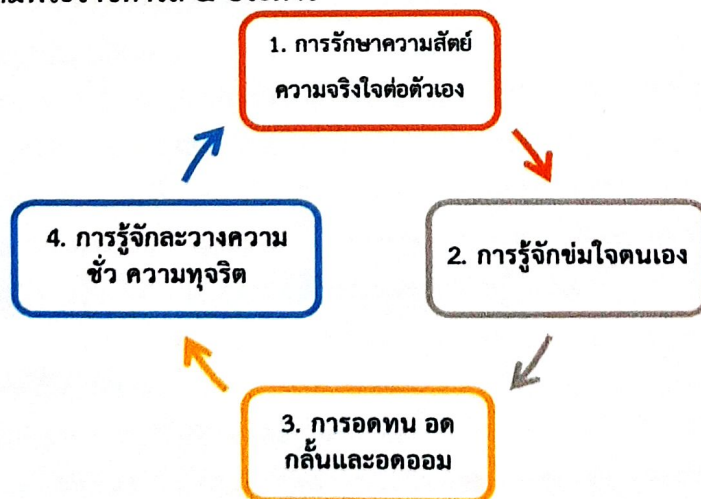 1. การรักษาความสัตย์
ความจริงใจต่อตัวเอง
4. การรู้จักละวางความ
ชั่ว ความทุจริต
2. การรู้จักข่มใจตนเอง
3. การอดทน อด
กลั้นและอดออม